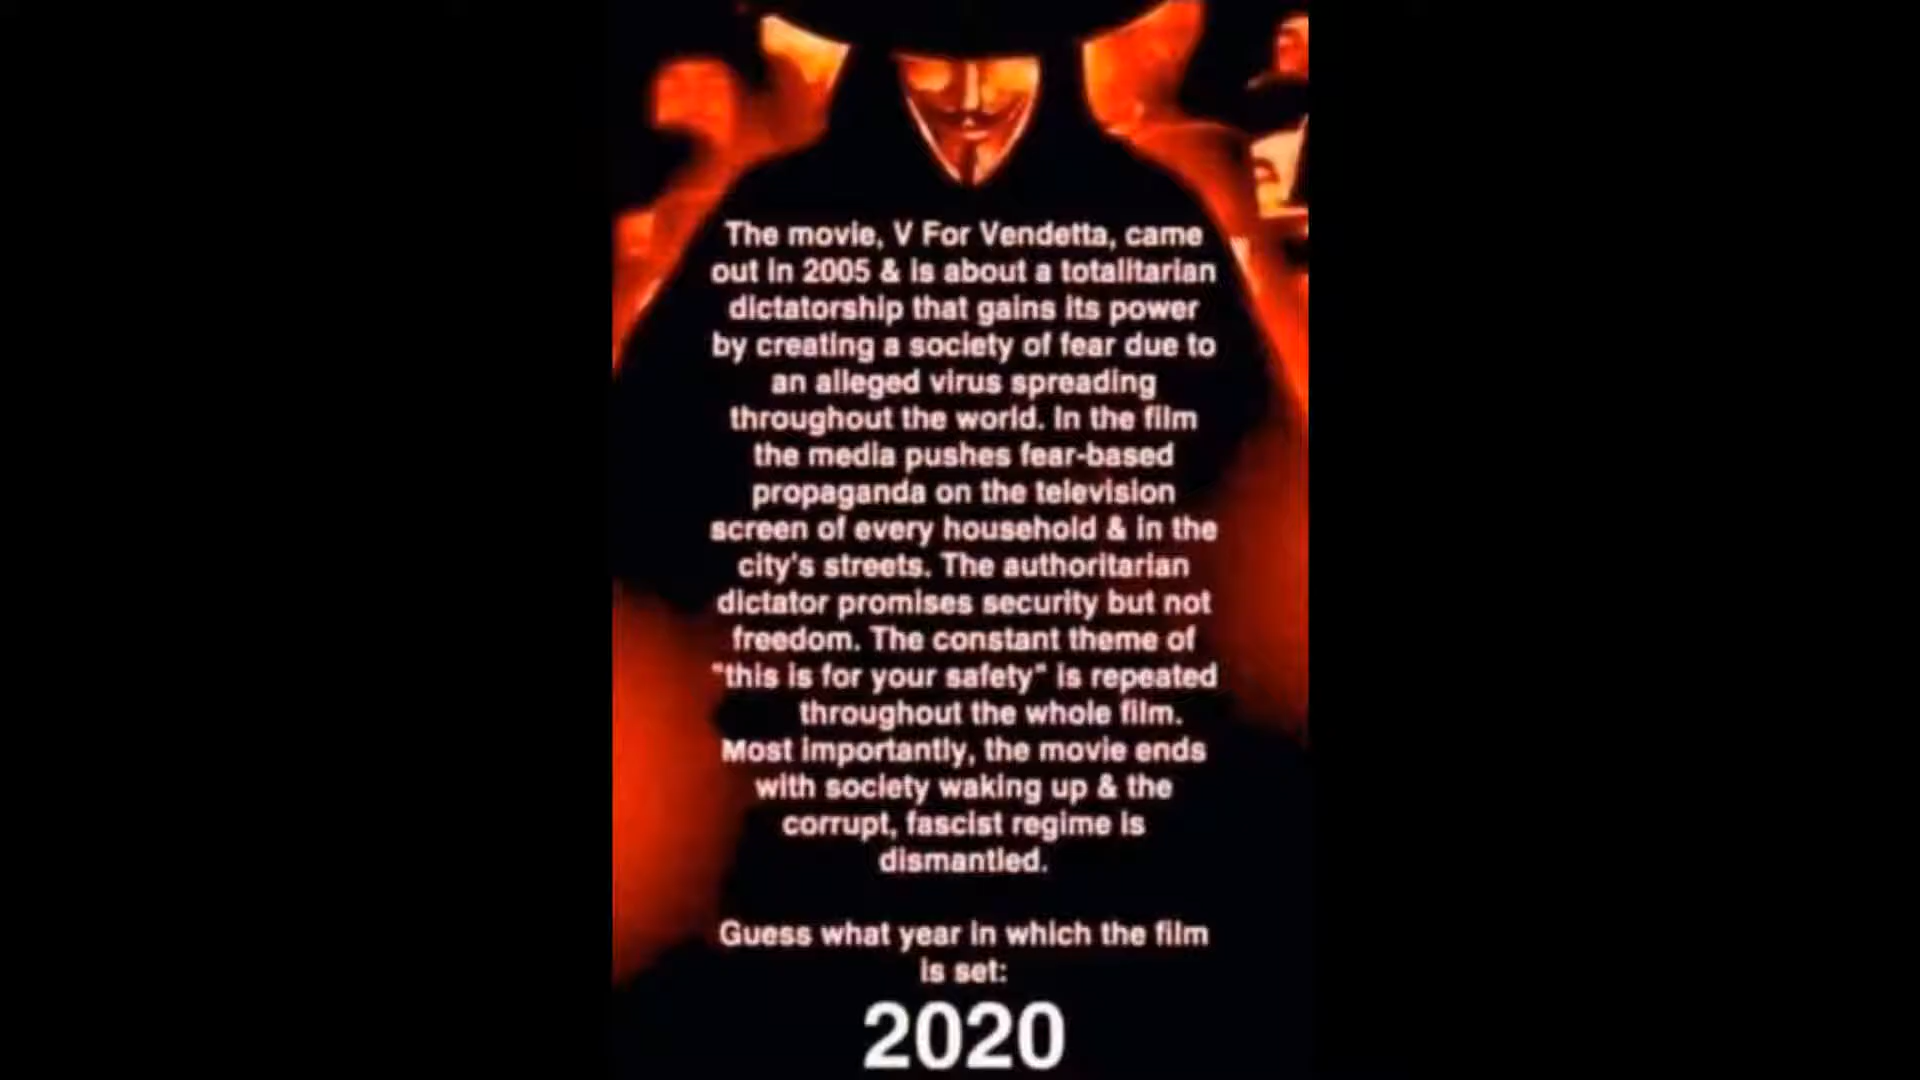 The movie, V For Vendetta, came
out in 2005 & is about a totalitarian
dictatorship that gains its power
by creating a society of fear due to
an alleged virus spreading
throughout the world. In the film
the media pushes fear-based
propaganda on the television
screen of every household & in the
city's streets. The authoritarian
dictator promises security but not
freedom. The constant theme of
"this is for your safety" is repeated
throughout the whole film.
Most importantly, the movie ends
with society waking up & the
corrupt, fascist regime is
dismantled.
Guess what year in which the film
is set:
2020